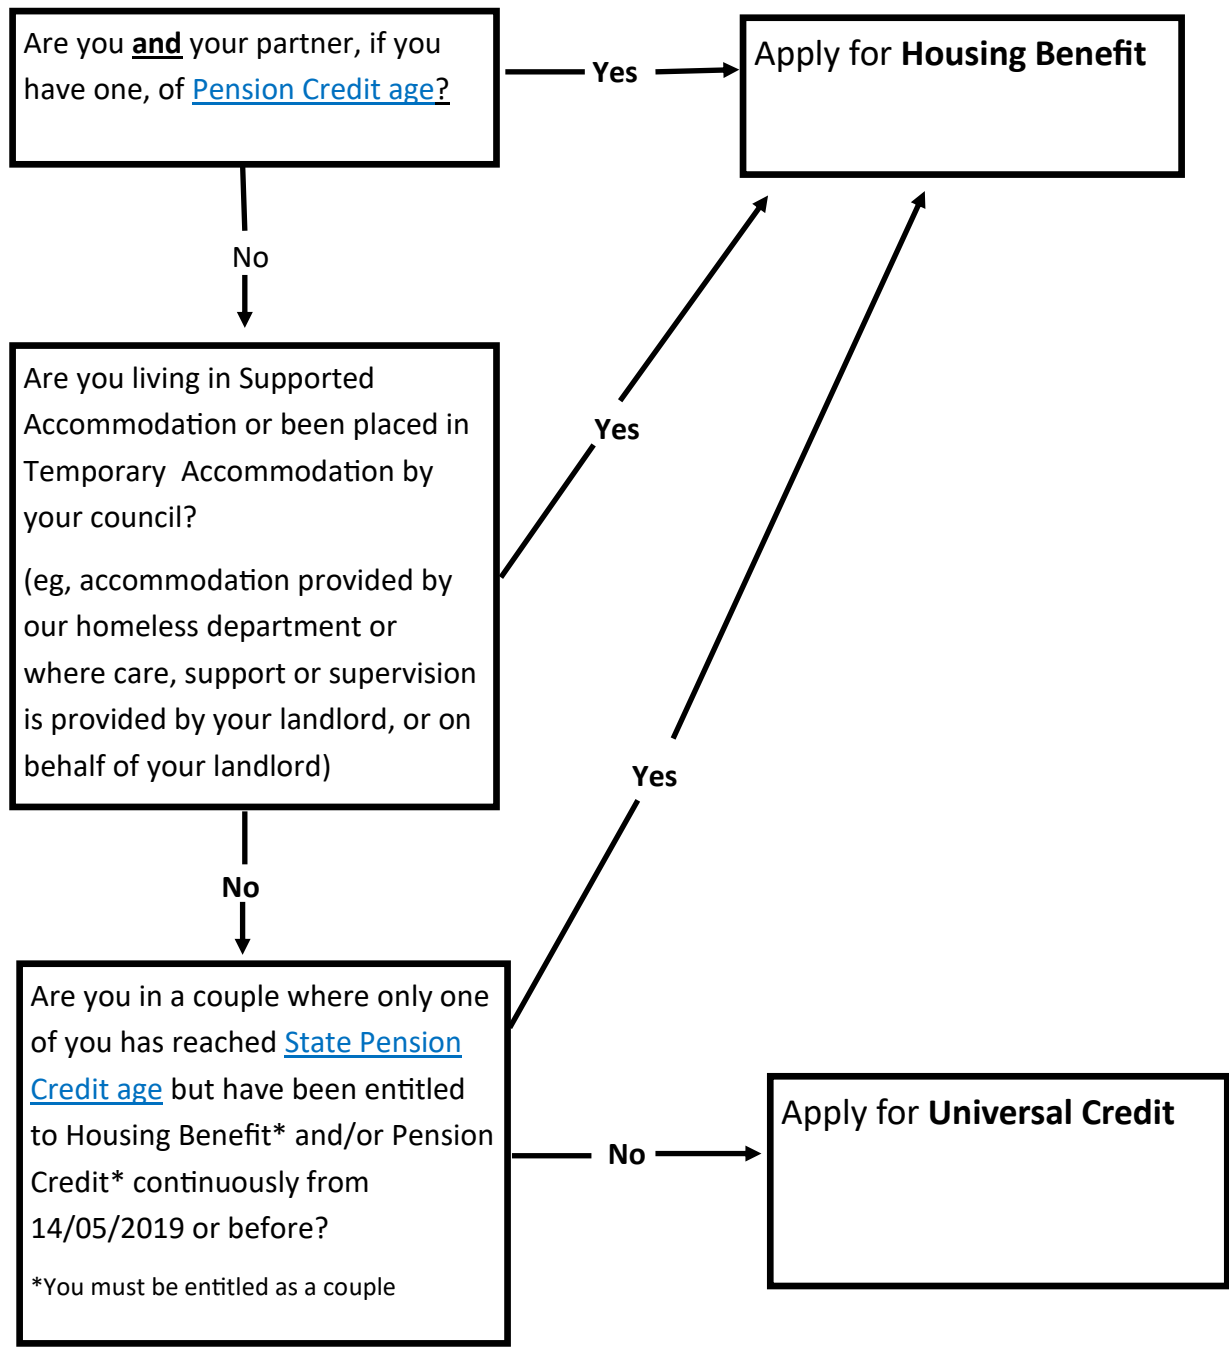 Are you and your partner, if you
have one, of Pension Credit age?
Yes
Apply for Housing Benefit
No
Are you living in Supported
Accommodation or been placed in
Temporary  Accommodation by
your council?
(eg, accommodation provided by
our homeless department or
where care, support or supervision
is provided by your landlord, or on
behalf of your landlord)
Yes
No
Are you in a couple where only one
of you has reached State Pension
Credit age but have been entitled
to Housing Benefit* and/or Pension
Credit* continuously from
14/05/2019 or before?
*You must be entitled as a couple
Yes
No
Apply for Universal Credit